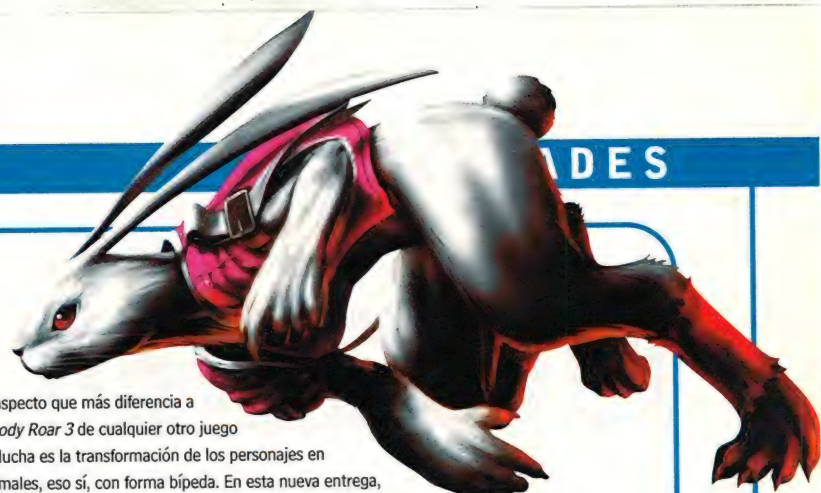 ADES
aspecto que más diferencia a
ody Roar 3 de cualquier otro juego
lucha es la transformación de los personajes en
males, eso sí, con forma bípeda. En esta nueva entrega,